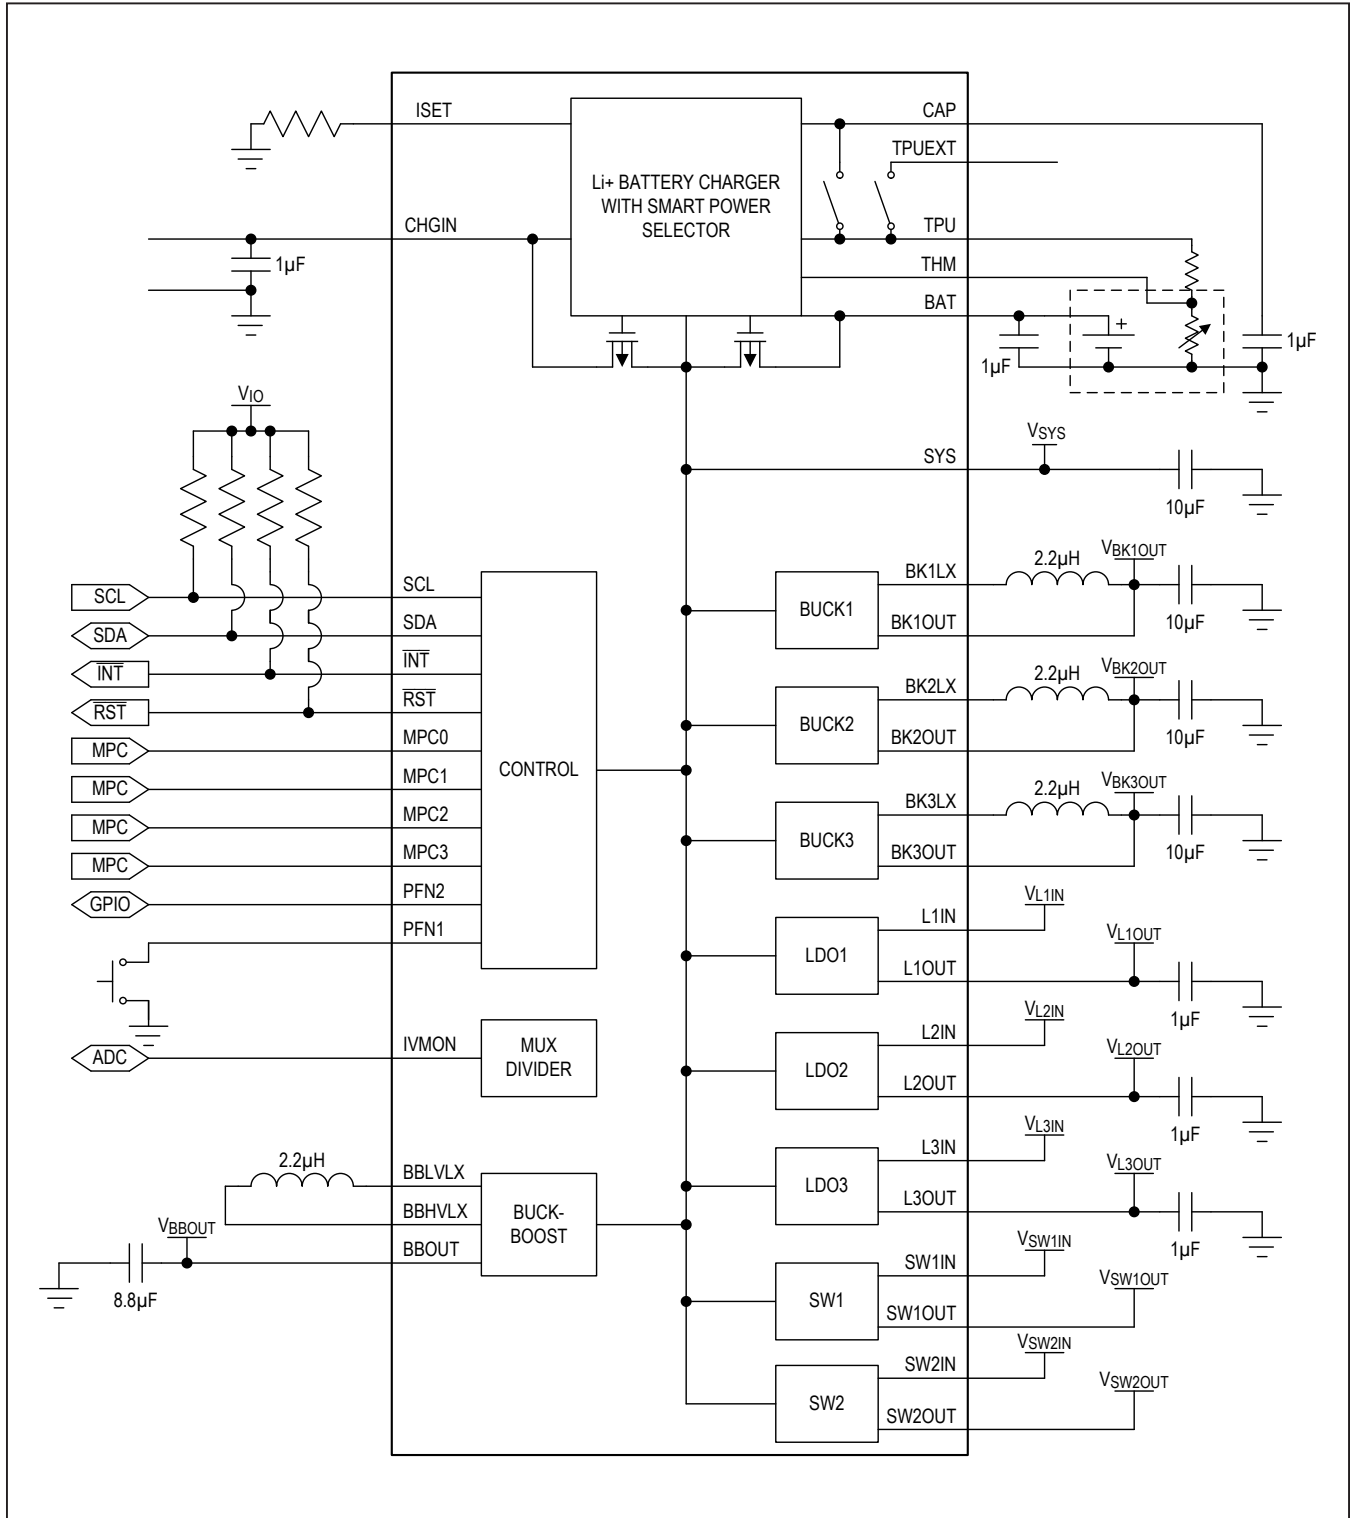 ISET
CAP
TPUEXT
Li+ BATTERY CHARGER
WITH SMART POWER
SELECTOR
CHGIN
TPU
1µF
THM
BAT
+
1µF
1µF
VIO
VSYS
SYS
10µF
SCL
SCL
SDA
SDA
INT
INT
RST
RST
MPC
MPC0
MPC
MPC1
MPC
MPC2
MPC
MPC3
GPIO
PFN2
PFN1
CONTROL
BUCK1
BK1LX
BK1OUT
2.2µH
VBK1OUT
10µF
BUCK2
BK2LX
BK2OUT
2.2µH
VBK2OUT
10µF
BUCK3
BK3LX
BK3OUT
2.2µH
VBK3OUT
10µF
LDO1
L1IN
L1OUT
VL1IN
VL1OUT
1µF
ADC
IVMON
MUX
DIVIDER
LDO2
L2IN
L2OUT
VL2IN
VL2OUT
1µF
LDO3
L3IN
L3OUT
VL3IN
VL3OUT
1µF
2.2µH
BBLVLX
BBHVLX
BBOUT
VBBOUT
8.8µF
BUCK-
BOOST
SW1
SW1IN
SW1OUT
VSW1IN
VSW1OUT
SW2
SW2IN
SW2OUT
VSW2IN
VSW2OUT